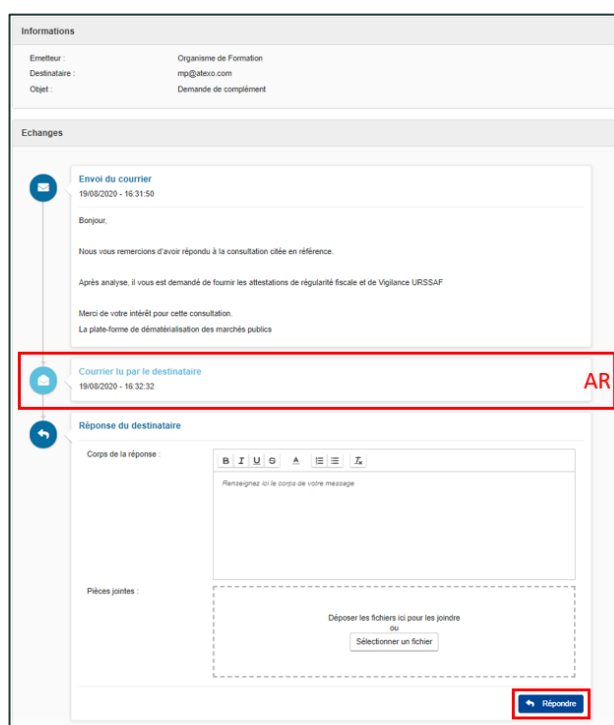 Informations
Emetteur : Organisme de Formation
Destinataire : mp@atexo.com
Objet : Demande de complément
Echanges
Envoi du courrier
19/08/2020 - 16:31:50
Bonjour,
Nous vous remercions d'avoir répondu à la consultation citée en référence.
Après analyse, il vous est demandé de fournir les attestations de régularité fiscale et de Vigilance URSSAF
Merci de votre intérêt pour cette consultation.
La plate-forme de dématérialisation des marchés publics
Courrier lu par le destinataire
19/08/2020 - 16:32:32
AR
Réponse du destinataire
Corps de la réponse :
B I U S A
Renseignez ici le corps de votre message
Pièces jointes :
Déposer les fichiers ici pour les joindre
ou
Sélectionner un fichier
Répondre